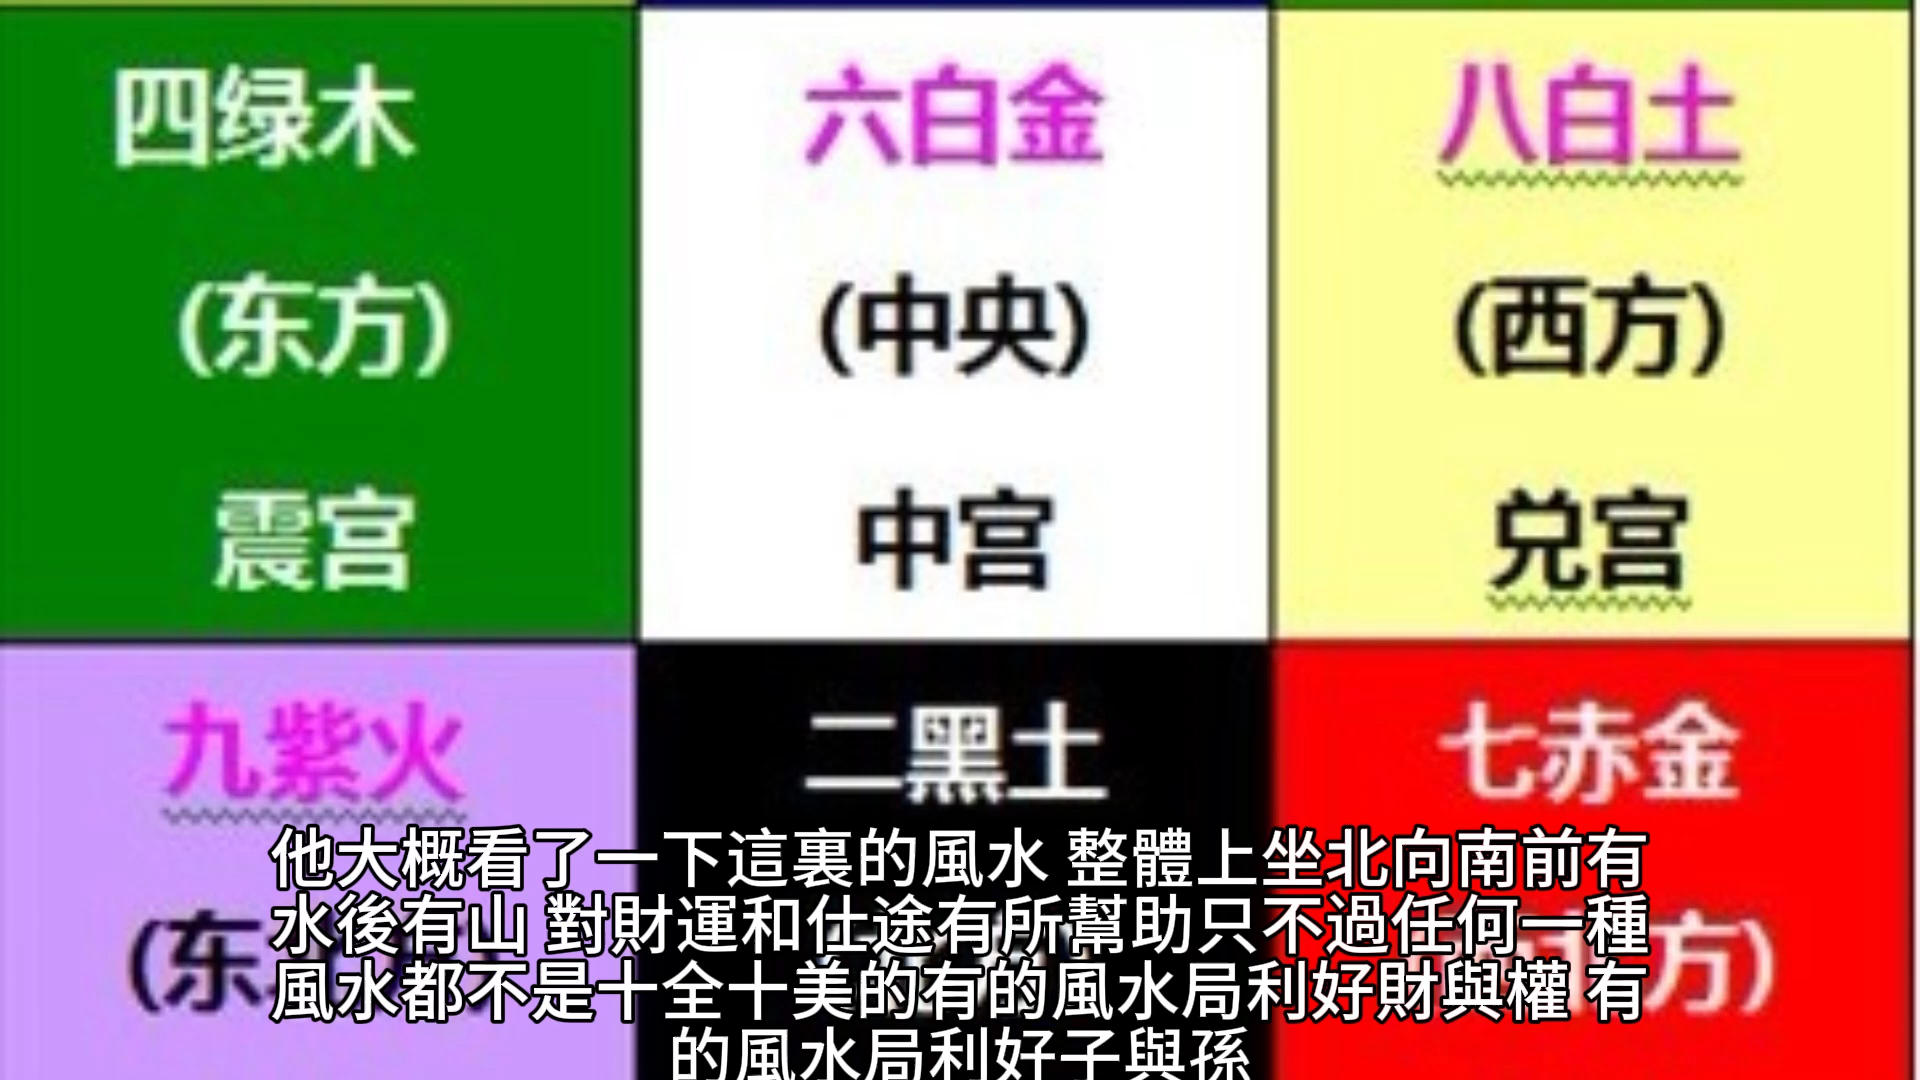 四绿木
六白金
八白土
(东方)
(中央)
(西方)
震宫
中宫
兑宫
九紫火
二黑土
七赤金
(东
方)
他大概看了一下這裏的風水 整體上坐北向南前有
水後有山 對財運和仕途有所幫助只不過任何一種
風水都不是十全十美的有的風水局利好財與權 有
的風水局利好子與孫